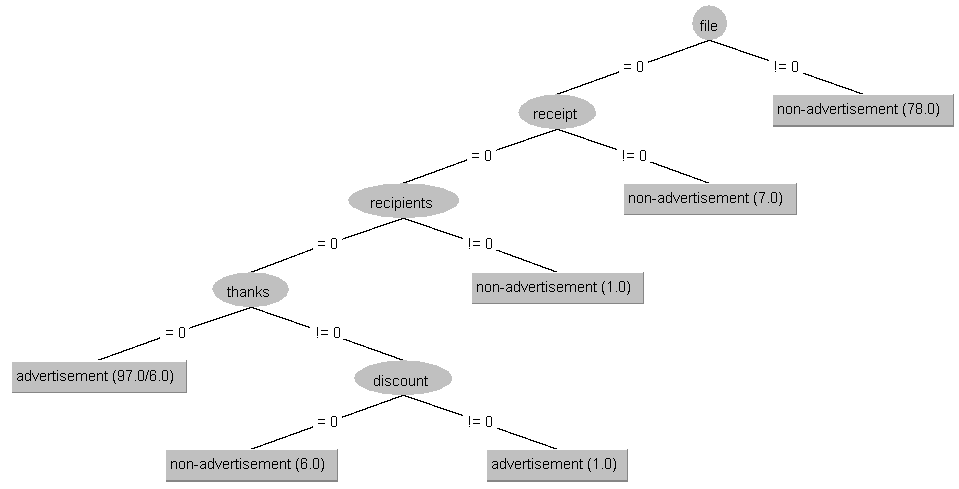 file
= 0
!= 0
receipt
non-advertisement (78.0)
= 0
!= 0
recipients
non-advertisement (7.0)
= 0
!= 0
thanks
non-advertisement (1.0)
= 0
!= 0
advertisement (97.0/6.0)
discount
= 0
!= 0
non-advertisement (6.0)
advertisement (1.0)